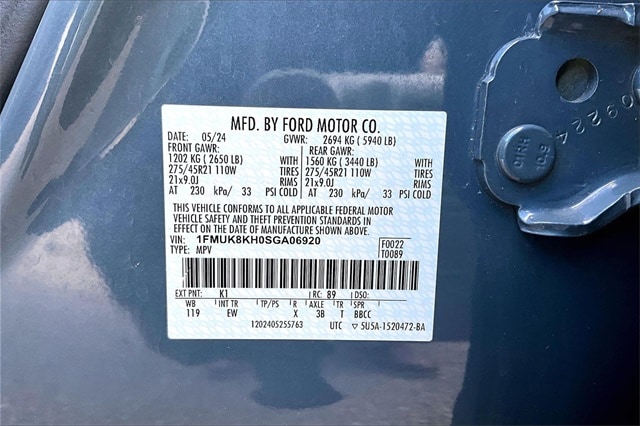 MFD. BY FORD MOTOR CO.
DATE: 05/24 GVWR: 2694 KG ( 5940 LB)
FRONT GAWR: REAR GAWR:
1202 KG ( 2650 LB) WITH 1560 KG ( 3440 LB) WITH
275/45R21 110W TIRES 275/45R21 110W TIRES
21x9.0J RIMS 21x9.0J RIMS
AT 230 kPa/ 33 PSI COLD AT 230 kPa/ 33 PSI COLD
THIS VEHICLE CONFORMS TO ALL APPLICABLE FEDERAL MOTOR
VEHICLE SAFETY AND THEFT PREVENTION STANDARDS IN
EFFECT ON THE DATE OF MANUFACTURE SHOWN ABOVE.
VIN: 1FMUK8KH0SGA06920 F0022
TYPE: MPV T0089
EXT PNT: K1 RC: 89 DSO:
WB INT TR TP/PS R AXLE TR SPR
119 EW X 3B T BBCC
1202405255763 UTC ▽ 5U5A-1520472-BA
09224